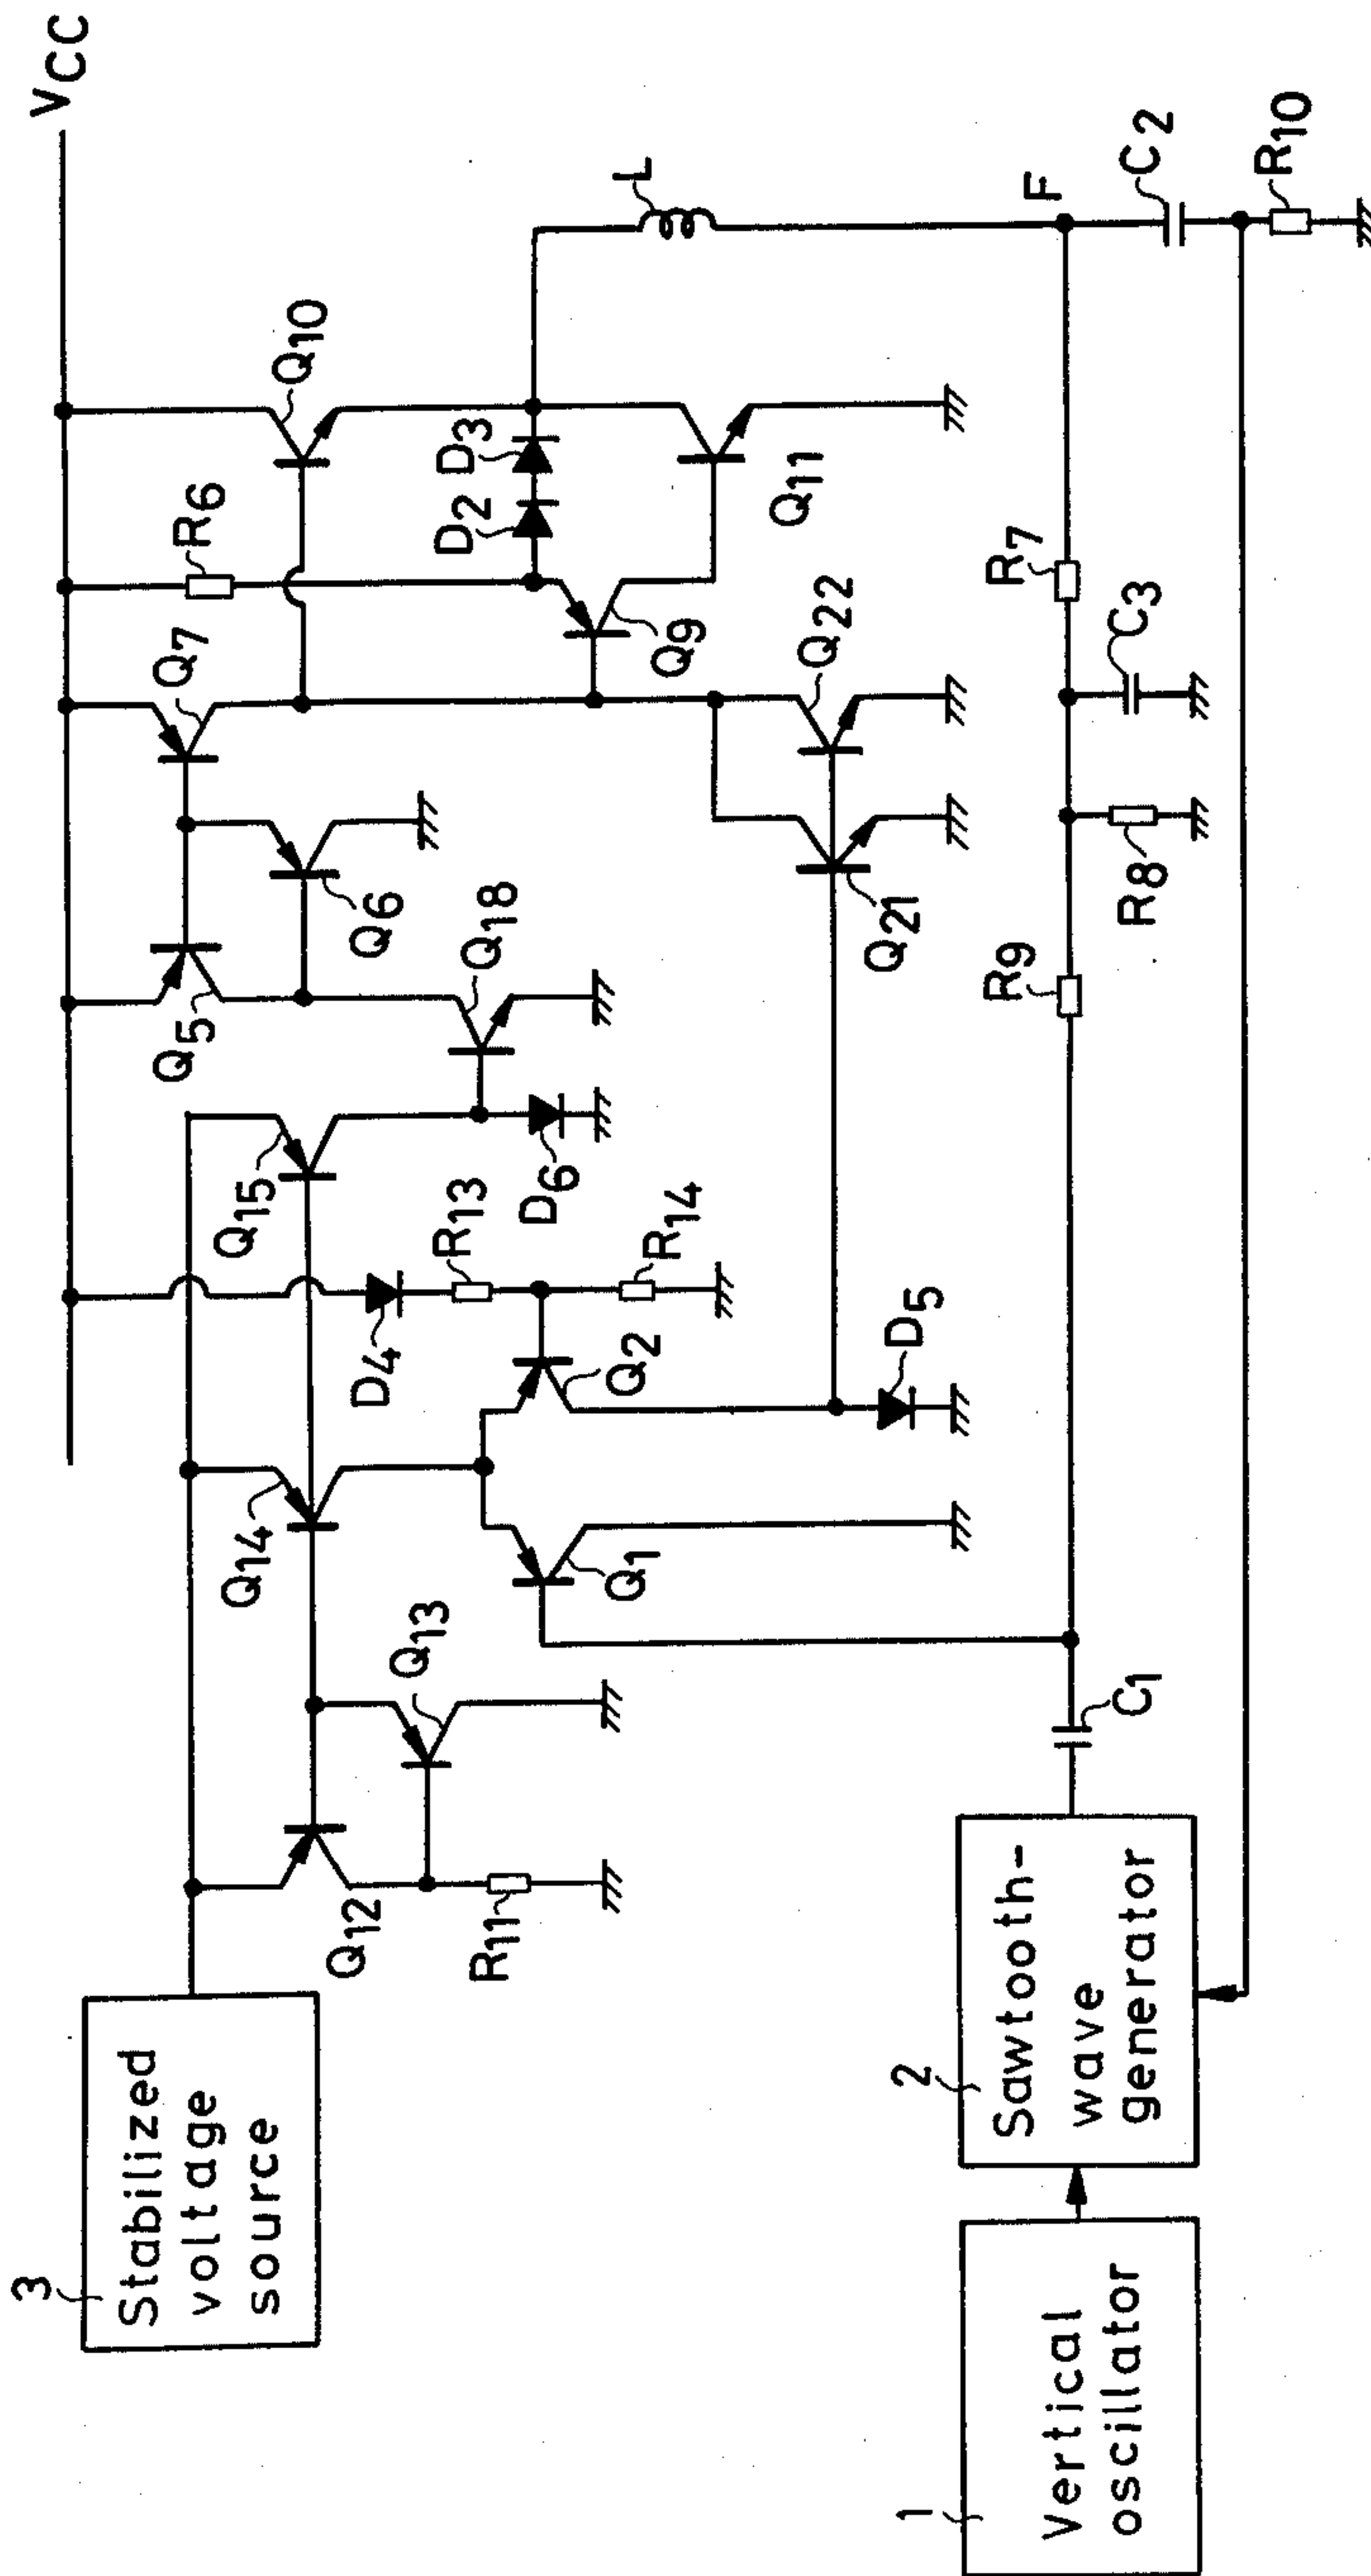 VCC
3
Stabilized
voltage
source
Q12
R11
Q13
Q14
Q1
Q2
D4
R13
R14
D5
Q15
D6
Q18
Q5
Q6
Q7
R6
D2
D3
Q10
Q9
Q11
Q21
Q22
L
F
C2
R10
R7
C3
R8
R9
C1
2
Sawtooth-
wave
generator
1
Vertical
oscillator